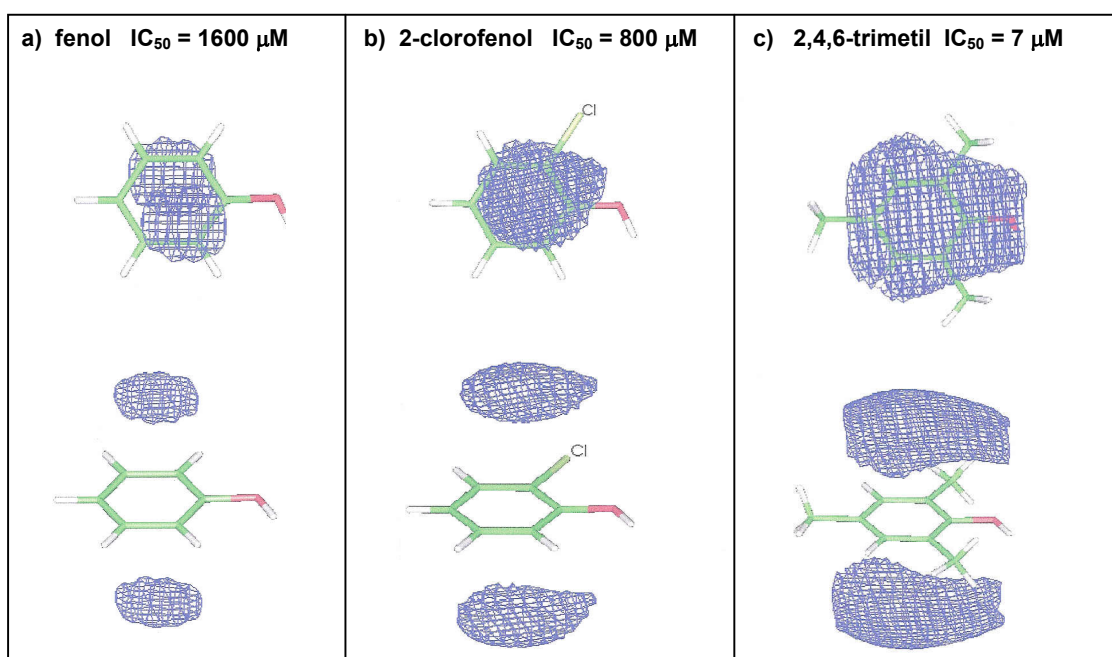 a) fenol IC50 = 1600 μM
b) 2-clorofenol IC50 = 800 μM
c) 2,4,6-trimetil IC50 = 7 μM
Cl
Cl